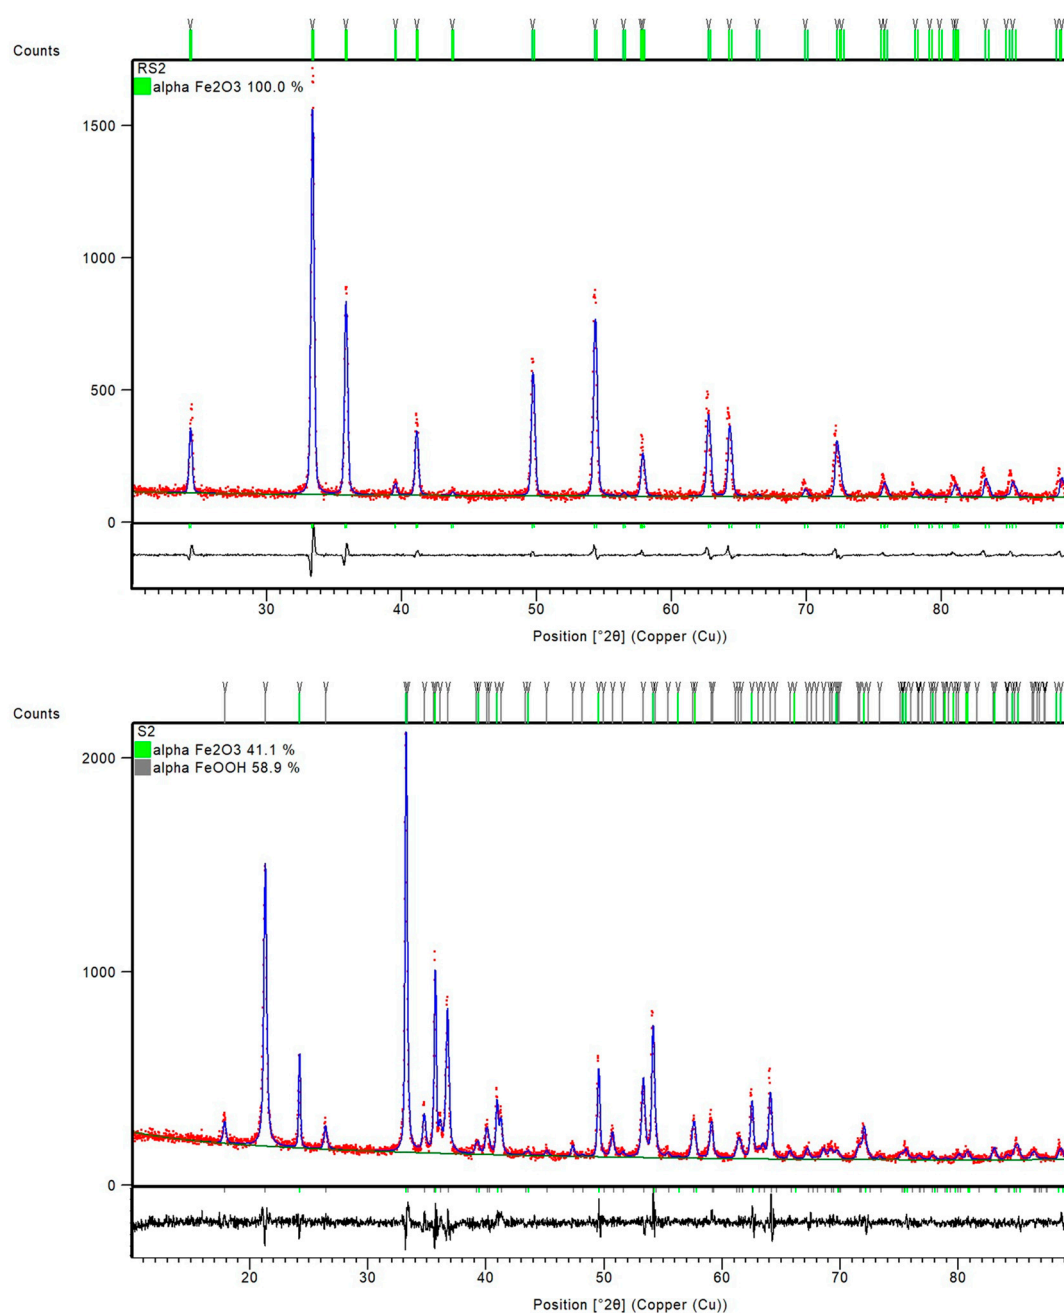 Counts
RS2
alpha Fe2O3 100.0 %
1500
1000
500
0
30 40 50 60 70 80
Position [°2θ] (Copper (Cu))
Counts
S2
alpha Fe2O3 41.1 %
alpha FeOOH 58.9 %
2000
1000
0
20 30 40 50 60 70 80
Position [°2θ] (Copper (Cu))